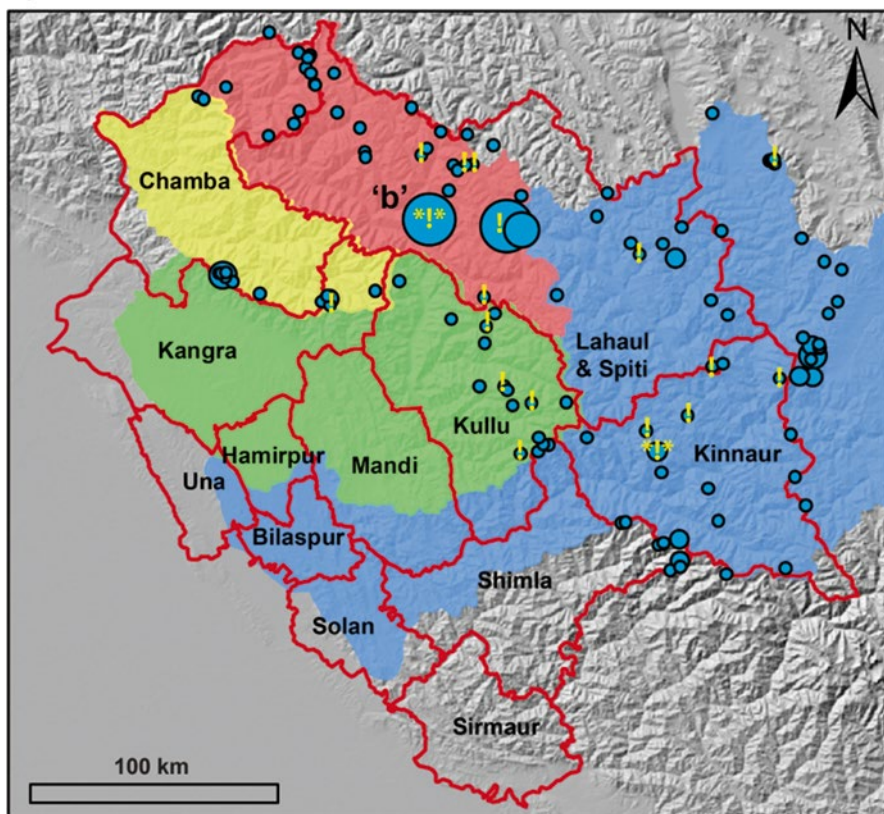 N
Chamba
'b'
*!*
!
Kangra
Lahaul
& Spiti
Kullu
Hamirpur
Mandi
Una
*!*
Kinnaur
Bilaspur
Shimla
Solan
Sirmaur
100 km